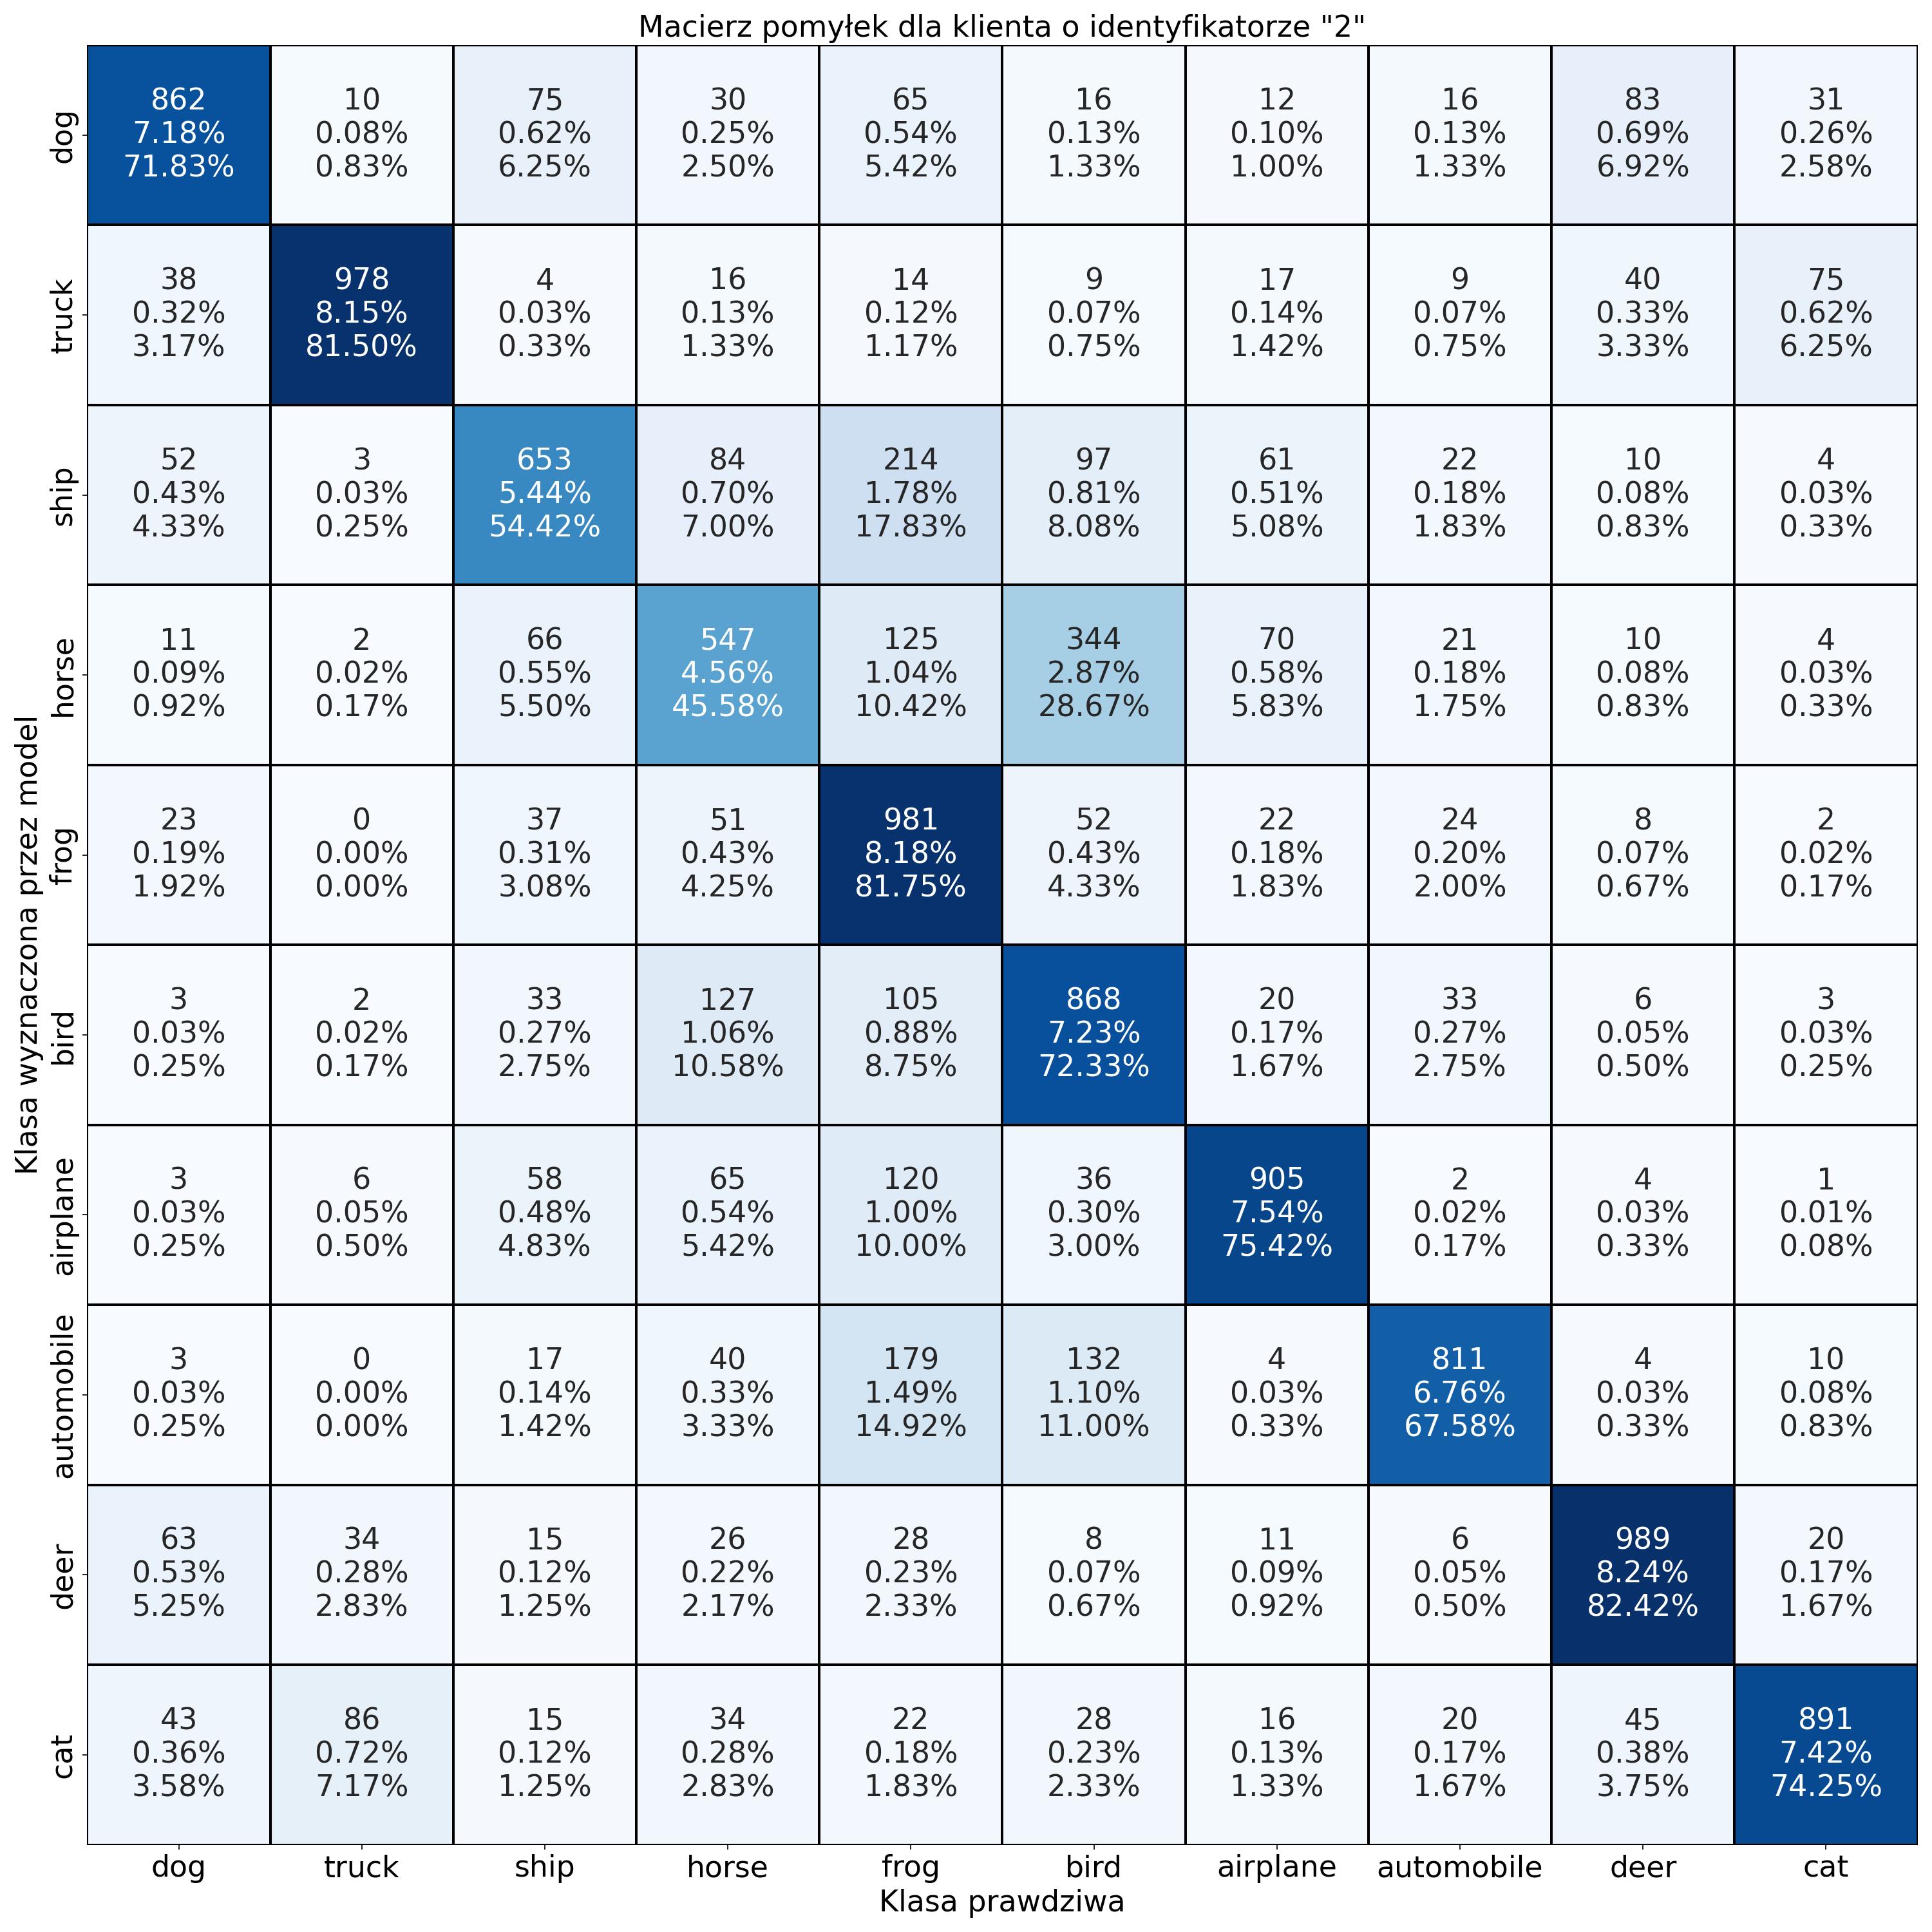 Macierz pomyłek dla klienta o identyfikatorze "2"
Klasa wyznaczona przez model
dog
862 10 75 30 65 16 12 16 83 31
7.18% 0.08% 0.62% 0.25% 0.54% 0.13% 0.10% 0.13% 0.69% 0.26%
71.83% 0.83% 6.25% 2.50% 5.42% 1.33% 1.00% 1.33% 6.92% 2.58%
truck
38 978 4 16 14 9 17 9 40 75
0.32% 8.15% 0.03% 0.13% 0.12% 0.07% 0.14% 0.07% 0.33% 0.62%
3.17% 81.50% 0.33% 1.33% 1.17% 0.75% 1.42% 0.75% 3.33% 6.25%
ship
52 3 653 84 214 97 61 22 10 4
0.43% 0.03% 5.44% 0.70% 1.78% 0.81% 0.51% 0.18% 0.08% 0.03%
4.33% 0.25% 54.42% 7.00% 17.83% 8.08% 5.08% 1.83% 0.83% 0.33%
horse
11 2 66 547 125 344 70 21 10 4
0.09% 0.02% 0.55% 4.56% 1.04% 2.87% 0.58% 0.18% 0.08% 0.03%
0.92% 0.17% 5.50% 45.58% 10.42% 28.67% 5.83% 1.75% 0.83% 0.33%
frog
23 0 37 51 981 52 22 24 8 2
0.19% 0.00% 0.31% 0.43% 8.18% 0.43% 0.18% 0.20% 0.07% 0.02%
1.92% 0.00% 3.08% 4.25% 81.75% 4.33% 1.83% 2.00% 0.67% 0.17%
bird
3 2 33 127 105 868 20 33 6 3
0.03% 0.02% 0.27% 1.06% 0.88% 7.23% 0.17% 0.27% 0.05% 0.03%
0.25% 0.17% 2.75% 10.58% 8.75% 72.33% 1.67% 2.75% 0.50% 0.25%
airplane
3 6 58 65 120 36 905 2 4 1
0.03% 0.05% 0.48% 0.54% 1.00% 0.30% 7.54% 0.02% 0.03% 0.01%
0.25% 0.50% 4.83% 5.42% 10.00% 3.00% 75.42% 0.17% 0.33% 0.08%
automobile
3 0 17 40 179 132 4 811 4 10
0.03% 0.00% 0.14% 0.33% 1.49% 1.10% 0.03% 6.76% 0.03% 0.08%
0.25% 0.00% 1.42% 3.33% 14.92% 11.00% 0.33% 67.58% 0.33% 0.83%
deer
63 34 15 26 28 8 11 6 989 20
0.53% 0.28% 0.12% 0.22% 0.23% 0.07% 0.09% 0.05% 8.24% 0.17%
5.25% 2.83% 1.25% 2.17% 2.33% 0.67% 0.92% 0.50% 82.42% 1.67%
cat
43 86 15 34 22 28 16 20 45 891
0.36% 0.72% 0.12% 0.28% 0.18% 0.23% 0.13% 0.17% 0.38% 7.42%
3.58% 7.17% 1.25% 2.83% 1.83% 2.33% 1.33% 1.67% 3.75% 74.25%
dog truck ship horse frog bird airplane automobile deer cat
Klasa prawdziwa